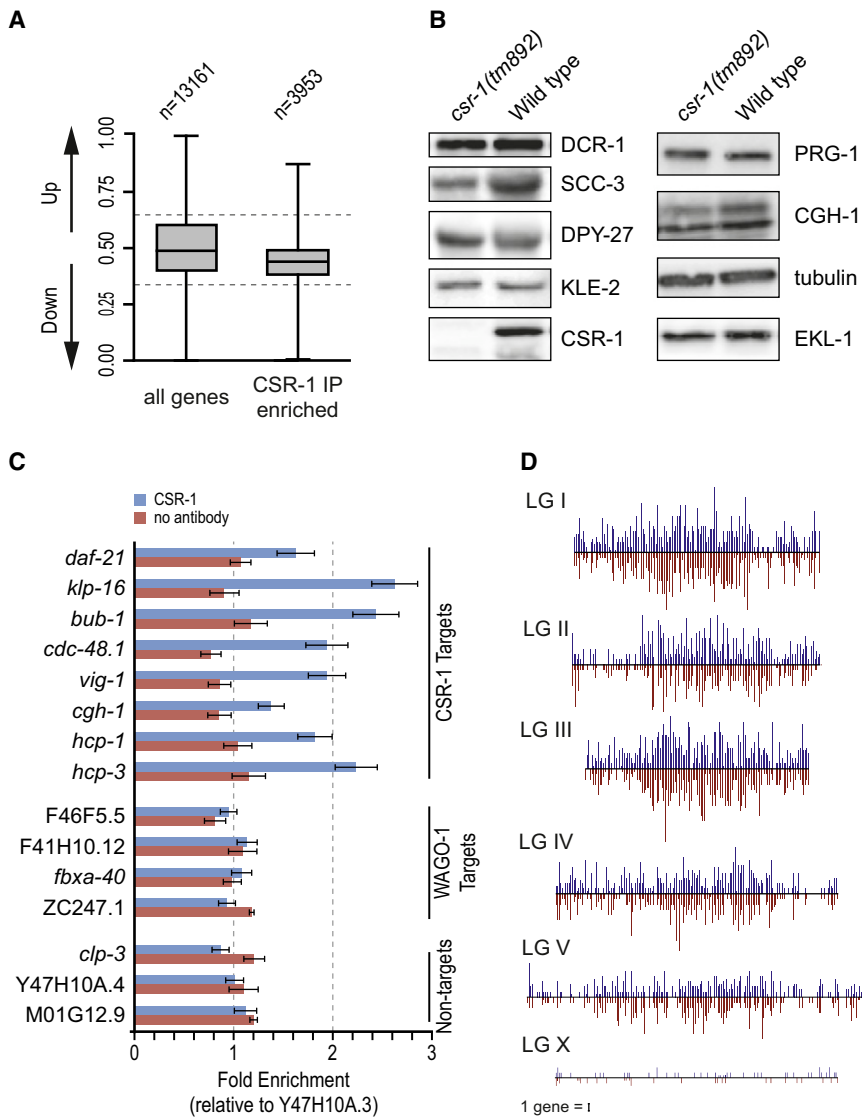 A
n=13161
n=3953
Up
Down
1.00
0.75
0.50
0.25
0.00
all genes
CSR-1 IP
enriched
B
csr-1(tm892)
Wild type
DCR-1
SCC-3
DPY-27
KLE-2
CSR-1
csr-1(tm892)
Wild type
PRG-1
CGH-1
tubulin
EKL-1
C
CSR-1
no antibody
daf-21
klp-16
bub-1
cdc-48.1
vig-1
cgh-1
hcp-1
hcp-3
CSR-1 Targets
F46F5.5
F41H10.12
fbxa-40
ZC247.1
WAGO-1
Targets
clp-3
Y47H10A.4
M01G12.9
Non-targets
0
1
2
3
Fold Enrichment
(relative to Y47H10A.3)
D
LG I
LG II
LG III
LG IV
LG V
LG X
1 gene =